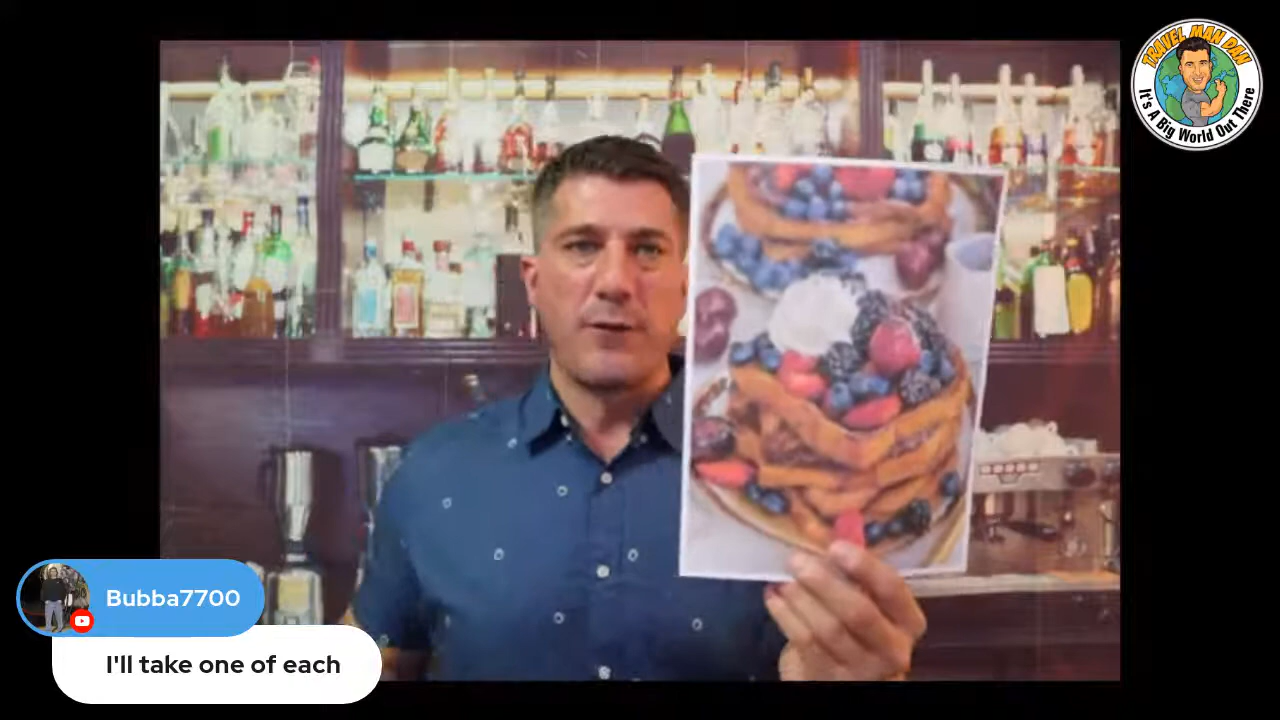 TRAVEL MAN DAN
It's A Big World Out There
Bubba7700
I'll take one of each